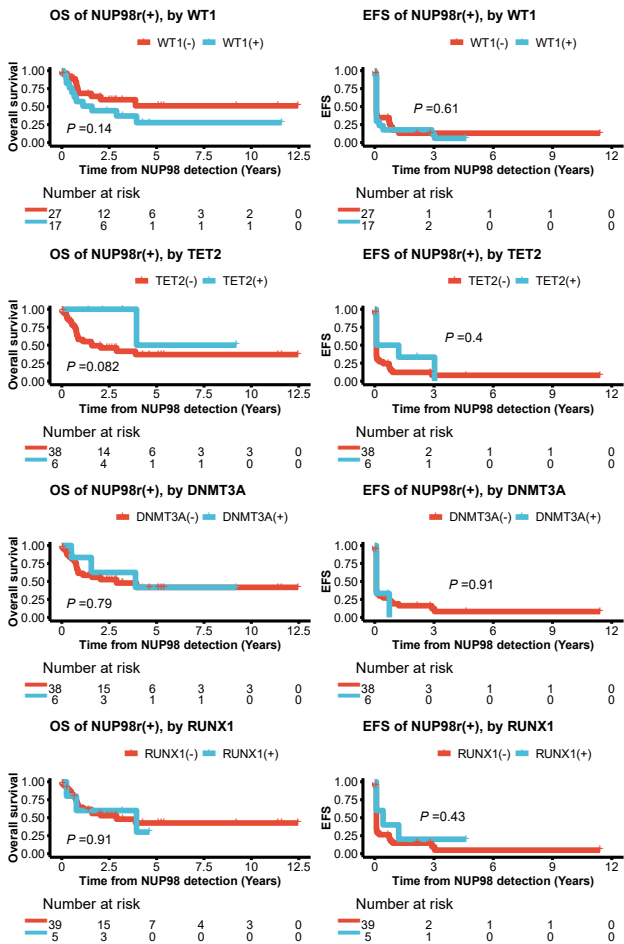 OS of NUP98r(+), by WT1
WT1(-) WT1(+)
Overall survival
1.00
0.75
0.50
0.25
0.00
P =0.14
0 2.5 5 7.5 10 12.5
Time from NUP98 detection (Years)
Number at risk
27 12 6 3 2 0
17 6 1 1 1 0
EFS of NUP98r(+), by WT1
WT1(-) WT1(+)
EFS
1.00
0.75
0.50
0.25
0.00
P =0.61
0 3 6 9 12
Time from NUP98 detection (Years)
Number at risk
27 1 1 1 0
17 2 0 0 0
OS of NUP98r(+), by TET2
TET2(-) TET2(+)
Overall survival
1.00
0.75
0.50
0.25
0.00
P =0.082
0 2.5 5 7.5 10 12.5
Time from NUP98 detection (Years)
Number at risk
38 14 6 3 3 0
6 4 1 1 0 0
EFS of NUP98r(+), by TET2
TET2(-) TET2(+)
EFS
1.00
0.75
0.50
0.25
0.00
P =0.4
0 3 6 9 12
Time from NUP98 detection (Years)
Number at risk
38 2 1 1 0
6 1 0 0 0
OS of NUP98r(+), by DNMT3A
DNMT3A(-) DNMT3A(+)
Overall survival
1.00
0.75
0.50
0.25
0.00
P =0.79
0 2.5 5 7.5 10 12.5
Time from NUP98 detection (Years)
Number at risk
38 15 6 3 3 0
6 3 1 1 0 0
EFS of NUP98r(+), by DNMT3A
DNMT3A(-) DNMT3A(+)
EFS
1.00
0.75
0.50
0.25
0.00
P =0.91
0 3 6 9 12
Time from NUP98 detection (Years)
Number at risk
38 3 1 1 0
6 0 0 0 0
OS of NUP98r(+), by RUNX1
RUNX1(-) RUNX1(+)
Overall survival
1.00
0.75
0.50
0.25
0.00
P =0.91
0 2.5 5 7.5 10 12.5
Time from NUP98 detection (Years)
Number at risk
39 15 7 4 3 0
5 3 0 0 0 0
EFS of NUP98r(+), by RUNX1
RUNX1(-) RUNX1(+)
EFS
1.00
0.75
0.50
0.25
0.00
P =0.43
0 3 6 9 12
Time from NUP98 detection (Years)
Number at risk
39 2 1 1 0
5 1 0 0 0